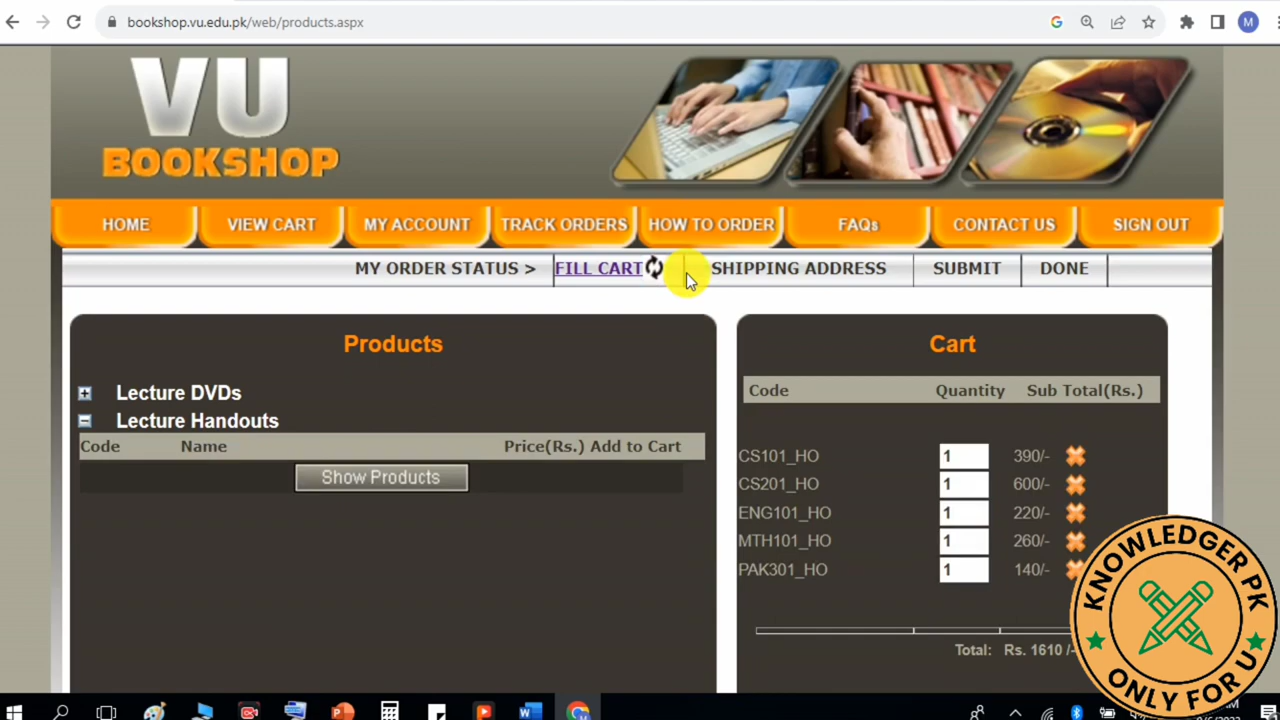 bookshop.vu.edu.pk/web/products.aspx
M
VU
BOOKSHOP
HOME
VIEW CART
MY ACCOUNT
TRACK ORDERS
HOW TO ORDER
FAQs
CONTACT US
SIGN OUT
MY ORDER STATUS >
FILL CART
SHIPPING ADDRESS
SUBMIT
DONE
Products
Lecture DVDs
Lecture Handouts
Code Name Price(Rs.) Add to Cart
Show Products
Cart
Code Quantity Sub Total(Rs.)
CS101_HO 1 390/-
CS201_HO 1 600/-
ENG101_HO 1 220/-
MTH101_HO 1 260/-
PAK301_HO 1 140/-
Total: Rs. 1610 /-
KNOWLEDGER PK
ONLY FOR U